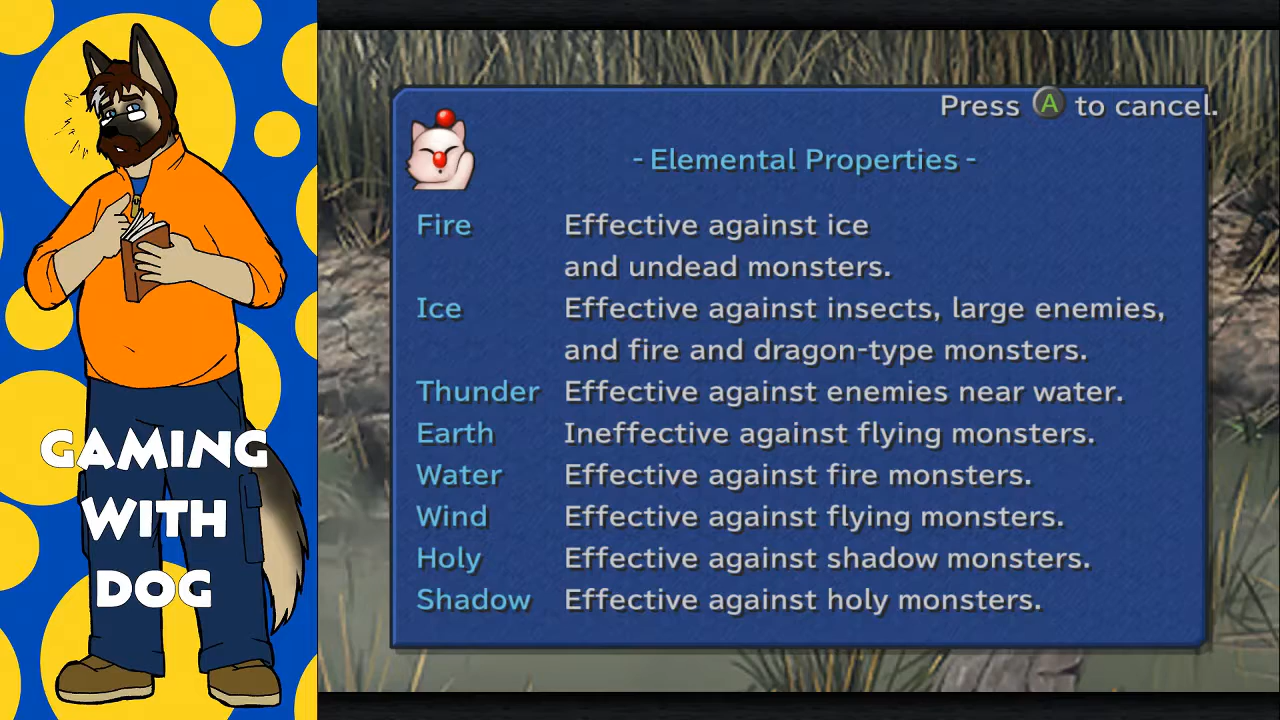 GAMING
WITH
DOG
Press A to cancel.
- Elemental Properties -
Fire Effective against ice
and undead monsters.
Ice Effective against insects, large enemies,
and fire and dragon-type monsters.
Thunder Effective against enemies near water.
Earth Ineffective against flying monsters.
Water Effective against fire monsters.
Wind Effective against flying monsters.
Holy Effective against shadow monsters.
Shadow Effective against holy monsters.